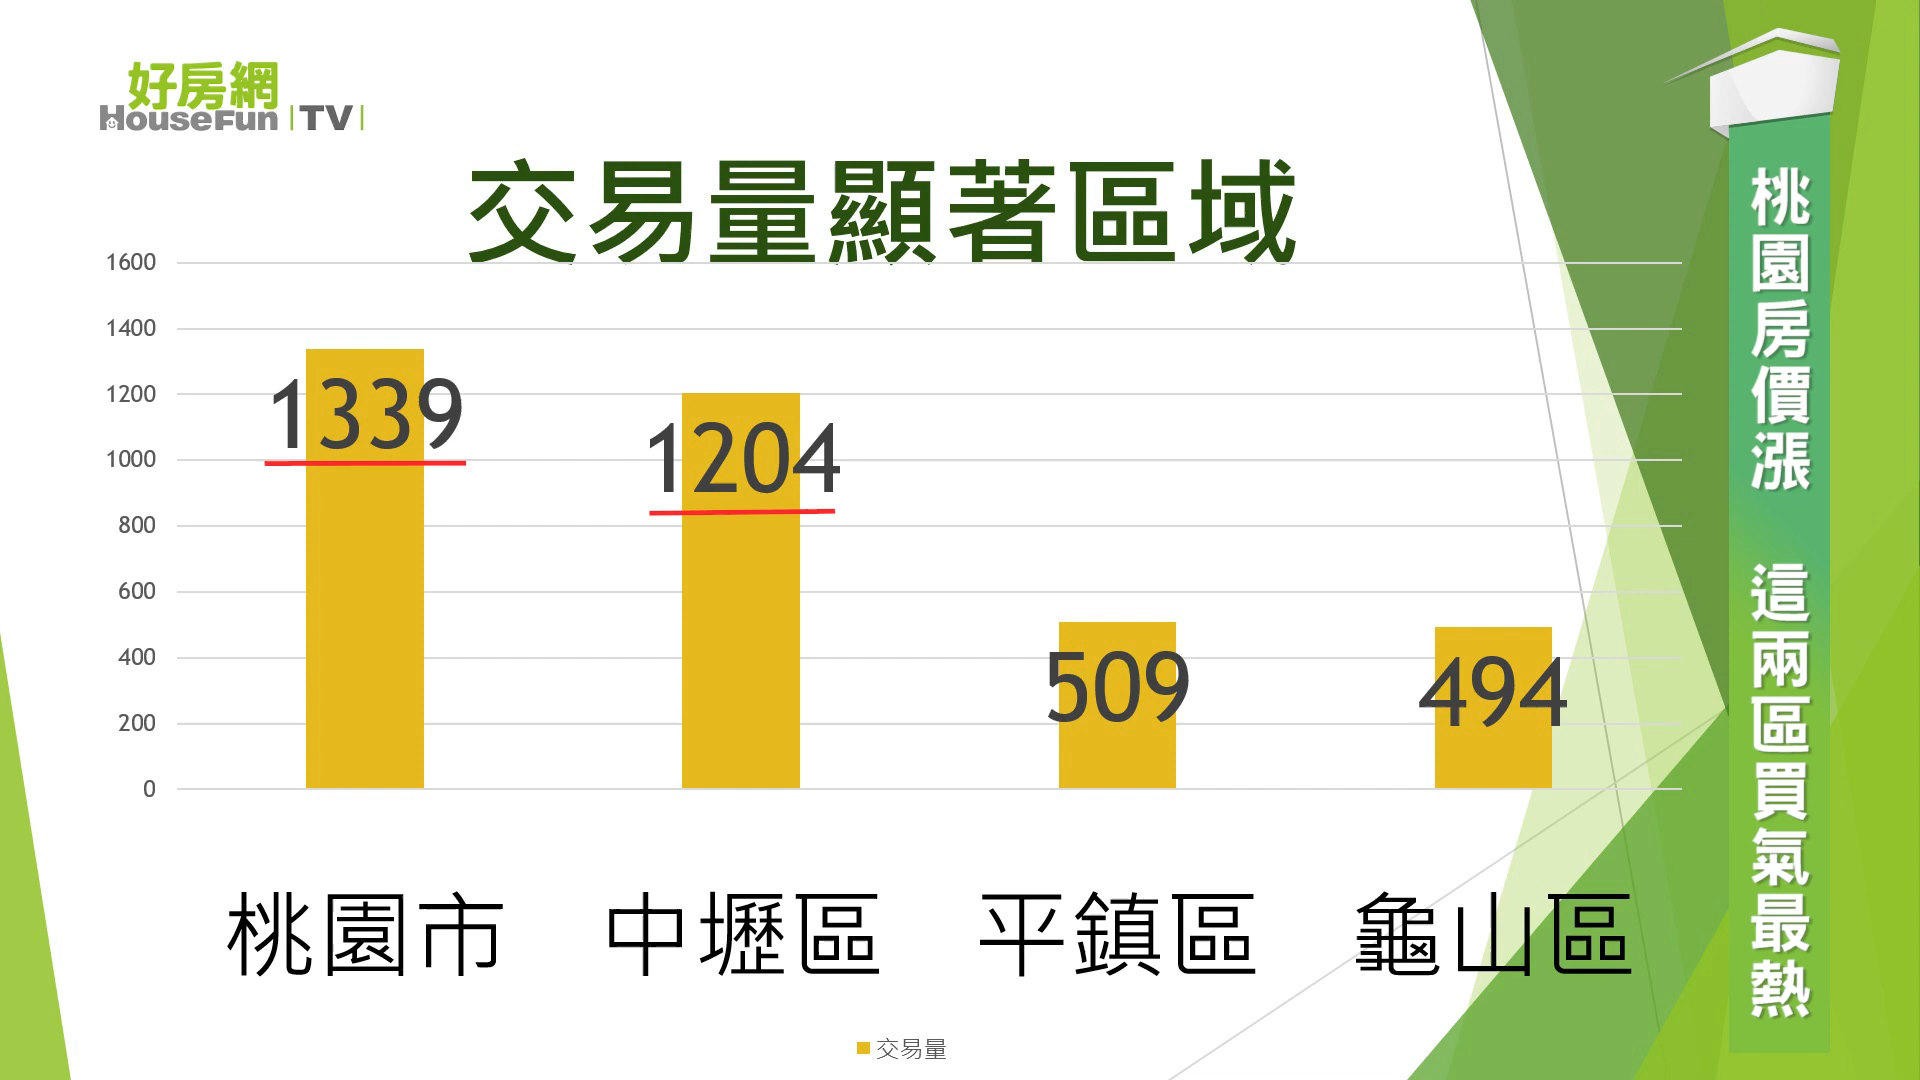 好房網
HouseFun TV
交易量顯著區域
1600
1400
1200
1000
800
600
400
200
0
1339
1204
509
494
桃園市
中壢區
平鎮區
龜山區
交易量
桃園房價漲 這兩區買氣最熱